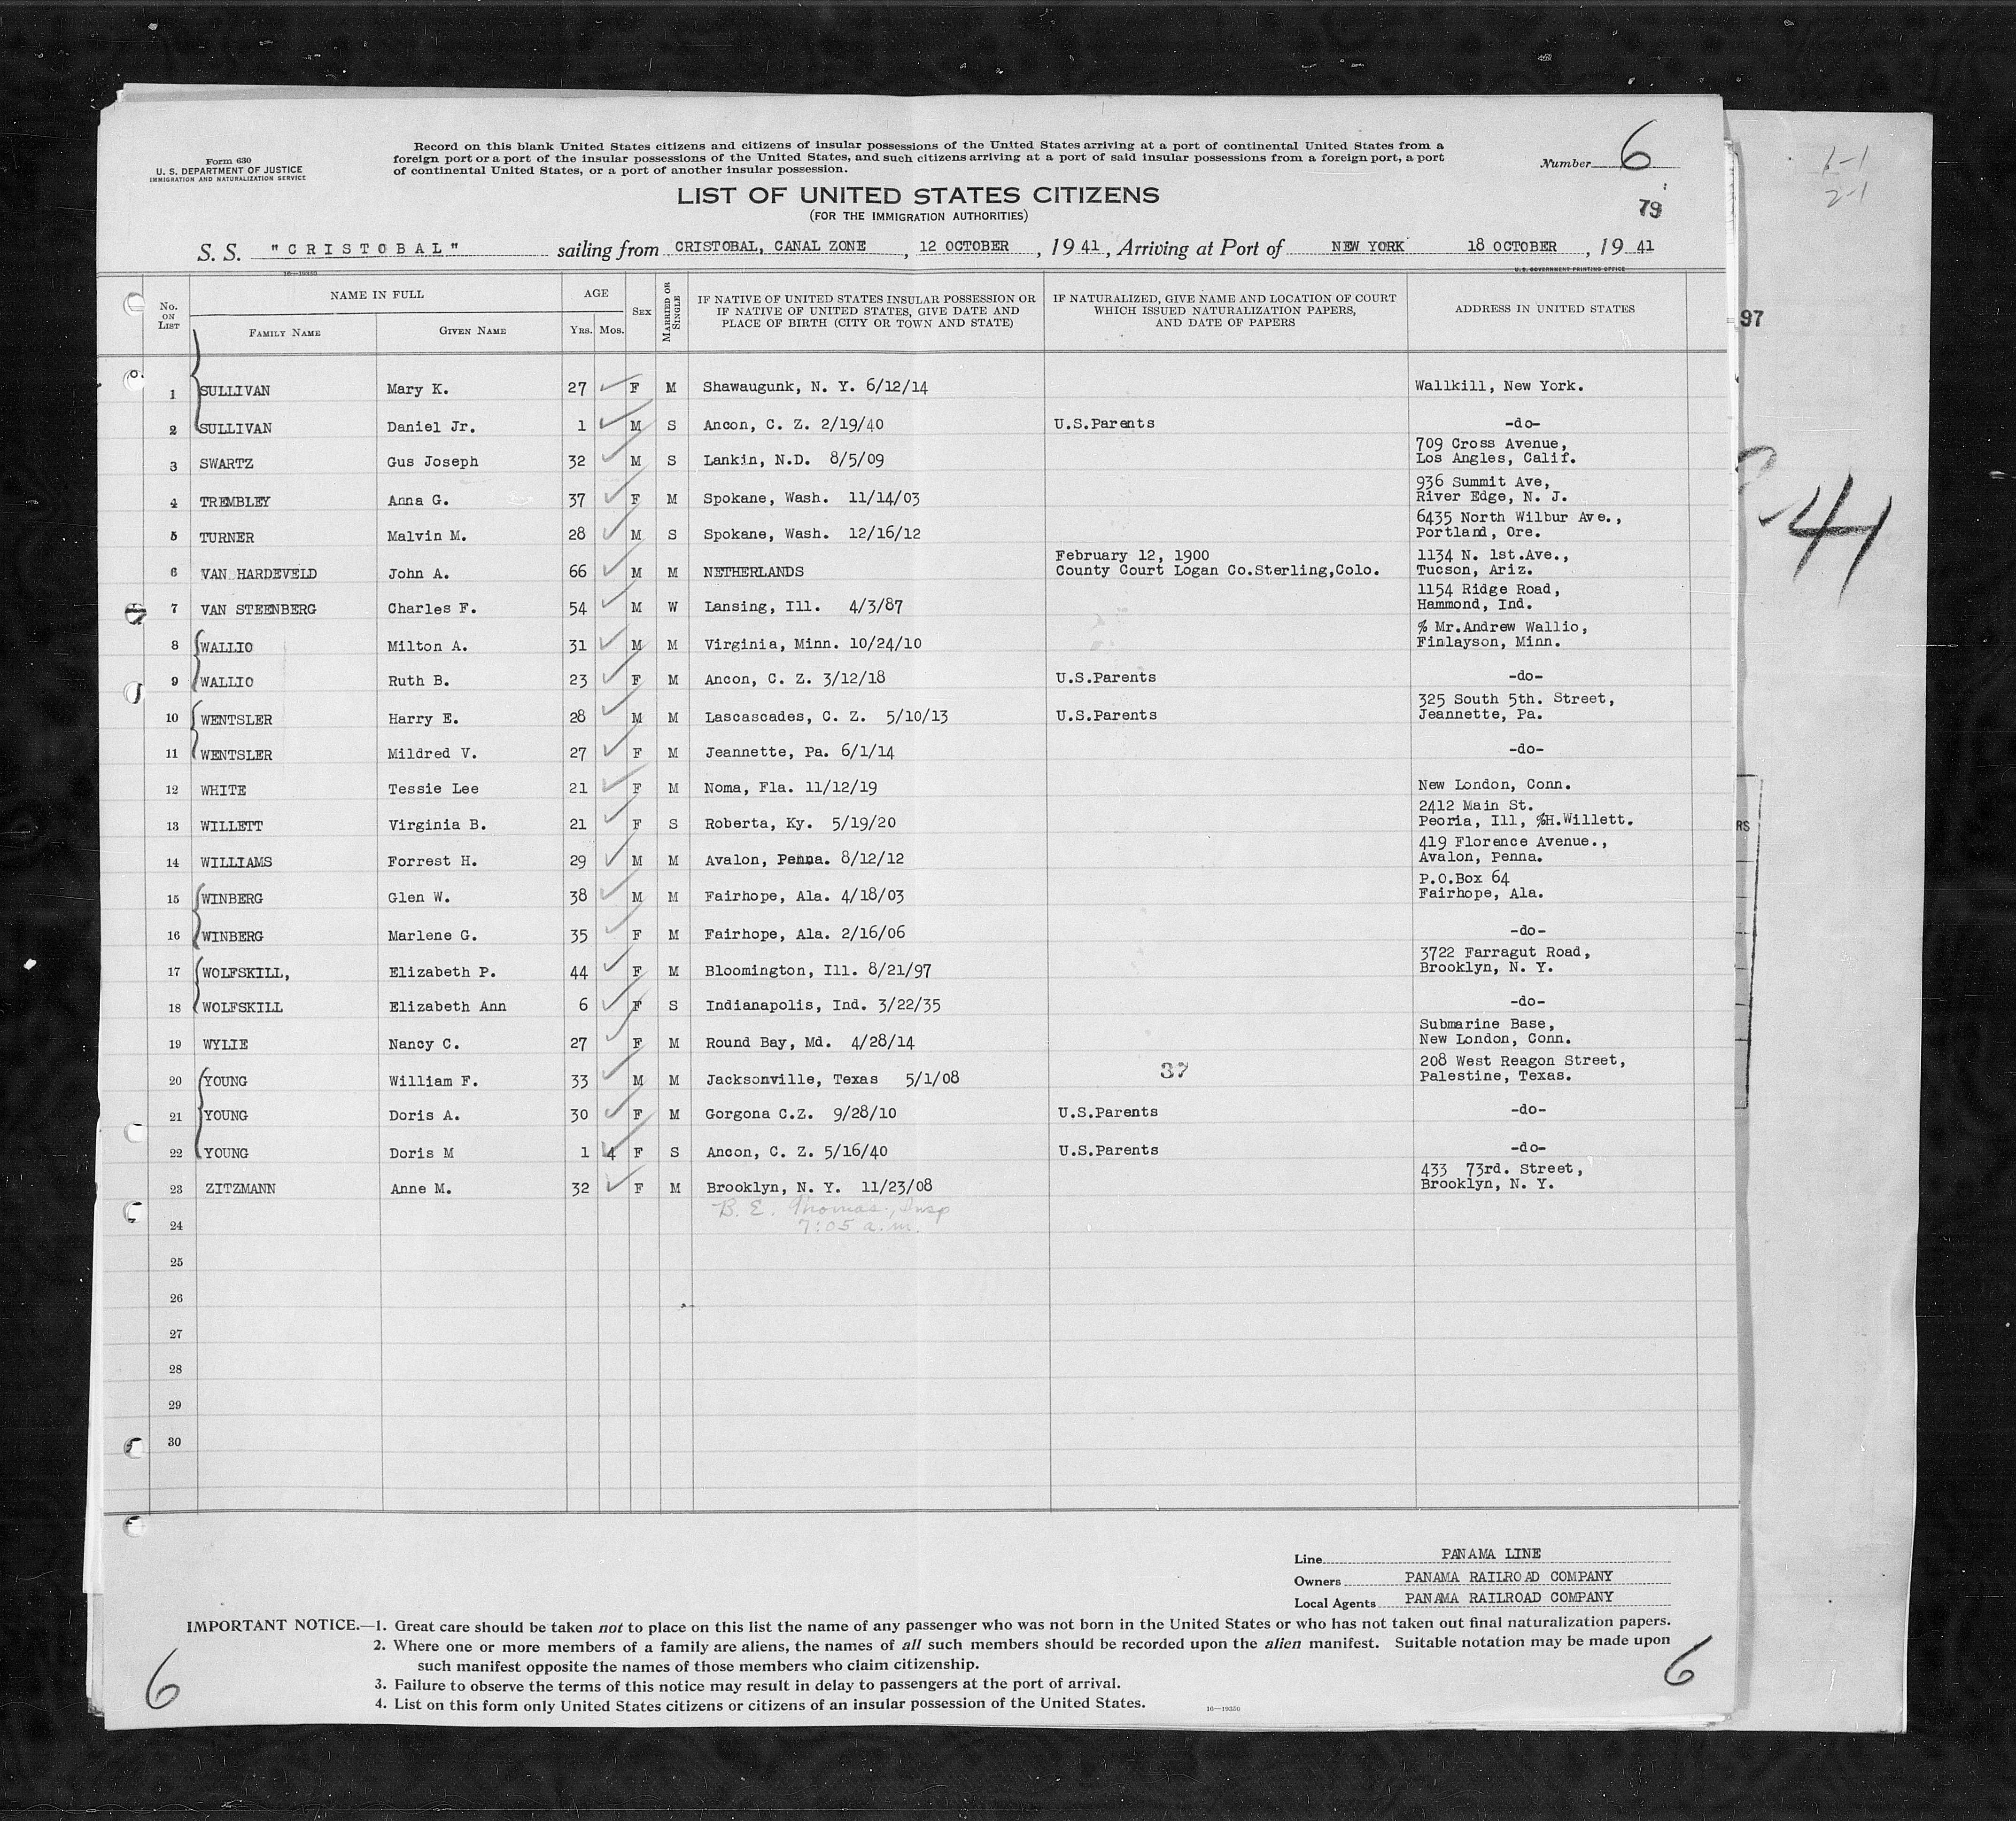 Form 630
U. S. DEPARTMENT OF JUSTICE
IMMIGRATION AND NATURALIZATION SERVICE
Record on this blank United States citizens and citizens of insular possessions of the United States arriving at a port of continental United States from a
foreign port or a port of the insular possessions of the United States, and such citizens arriving at a port of said insular possessions from a foreign port, a port
of continental United States, or a port of another insular possession.
Number 6
LIST OF UNITED STATES CITIZENS
(FOR THE IMMIGRATION AUTHORITIES)
79
S. S. "CRISTOBAL" sailing from CRISTOBAL, CANAL ZONE, 12 OCTOBER, 1941, Arriving at Port of NEW YORK 18 OCTOBER, 1941
16—19350
U.S. GOVERNMENT PRINTING OFFICE
No. ON LIST
NAME IN FULL
FAMILY NAME
GIVEN NAME
AGE
YRS. MOS.
SEX
MARRIED OR SINGLE
IF NATIVE OF UNITED STATES INSULAR POSSESSION OR
IF NATIVE OF UNITED STATES, GIVE DATE AND
PLACE OF BIRTH (CITY OR TOWN AND STATE)
IF NATURALIZED, GIVE NAME AND LOCATION OF COURT
WHICH ISSUED NATURALIZATION PAPERS,
AND DATE OF PAPERS
ADDRESS IN UNITED STATES
1 SULLIVAN Mary K. 27 F M Shawaugunk, N. Y. 6/12/14 Wallkill, New York.
2 SULLIVAN Daniel Jr. 1 M S Ancon, C. Z. 2/19/40 U.S.Parents -do-
3 SWARTZ Gus Joseph 32 M S Lankin, N.D. 8/5/09 709 Cross Avenue,
Los Angles, Calif.
4 TREMBLEY Anna G. 37 F M Spokane, Wash. 11/14/03 936 Summit Ave,
River Edge, N. J.
5 TURNER Malvin M. 28 M S Spokane, Wash. 12/16/12 6435 North Wilbur Ave.,
Portland, Ore.
6 VAN HARDEVELD John A. 66 M M NETHERLANDS February 12, 1900
County Court Logan Co.Sterling,Colo. 1134 N. 1st.Ave.,
Tucson, Ariz.
7 VAN STEENBERG Charles F. 54 M W Lansing, Ill. 4/3/87 1154 Ridge Road,
Hammond, Ind.
8 WALLIO Milton A. 31 M M Virginia, Minn. 10/24/10 % Mr.Andrew Wallio,
Finlayson, Minn.
9 WALLIO Ruth B. 23 F M Ancon, C. Z. 3/12/18 U.S.Parents -do-
10 WENTSLER Harry E. 28 M M Lascascades, C. Z. 5/10/13 U.S.Parents 325 South 5th. Street,
Jeannette, Pa.
11 WENTSLER Mildred V. 27 F M Jeannette, Pa. 6/1/14 -do-
12 WHITE Tessie Lee 21 F M Noma, Fla. 11/12/19 New London, Conn.
13 WILLETT Virginia B. 21 F S Roberta, Ky. 5/19/20 2412 Main St.
Peoria, Ill, %H.Willett.
14 WILLIAMS Forrest H. 29 M M Avalon, Penna. 8/12/12 419 Florence Avenue.,
Avalon, Penna.
15 WINBERG Glen W. 38 M M Fairhope, Ala. 4/18/03 P.O.Box 64
Fairhope, Ala.
16 WINBERG Marlene G. 35 F M Fairhope, Ala. 2/16/06 -do-
17 WOLFSKILL, Elizabeth P. 44 F M Bloomington, Ill. 8/21/97 3722 Farragut Road,
Brooklyn, N. Y.
18 WOLFSKILL Elizabeth Ann 6 F S Indianapolis, Ind. 3/22/35 -do-
19 WYLIE Nancy C. 27 F M Round Bay, Md. 4/28/14 Submarine Base,
New London, Conn.
20 YOUNG William F. 33 M M Jacksonville, Texas 5/1/08 37 208 West Reagon Street,
Palestine, Texas.
21 YOUNG Doris A. 30 F M Gorgona C.Z. 9/28/10 U.S.Parents -do-
22 YOUNG Doris M 1 4 F S Ancon, C. Z. 5/16/40 U.S.Parents -do-
23 ZITZMANN Anne M. 32 F M Brooklyn, N. Y. 11/23/08 433 73rd. Street,
Brooklyn, N. Y.
B. E. Thomas, Insp
24 7:05 a.m.
25
26
27
28
29
30
Line PANAMA LINE
Owners PANAMA RAILROAD COMPANY
Local Agents PANAMA RAILROAD COMPANY
IMPORTANT NOTICE.—1. Great care should be taken not to place on this list the name of any passenger who was not born in the United States or who has not taken out final naturalization papers.
2. Where one or more members of a family are aliens, the names of all such members should be recorded upon the alien manifest. Suitable notation may be made upon
such manifest opposite the names of those members who claim citizenship.
3. Failure to observe the terms of this notice may result in delay to passengers at the port of arrival.
4. List on this form only United States citizens or citizens of an insular possession of the United States.
16—19350
6
6
1-1
2-1
97
41
RS